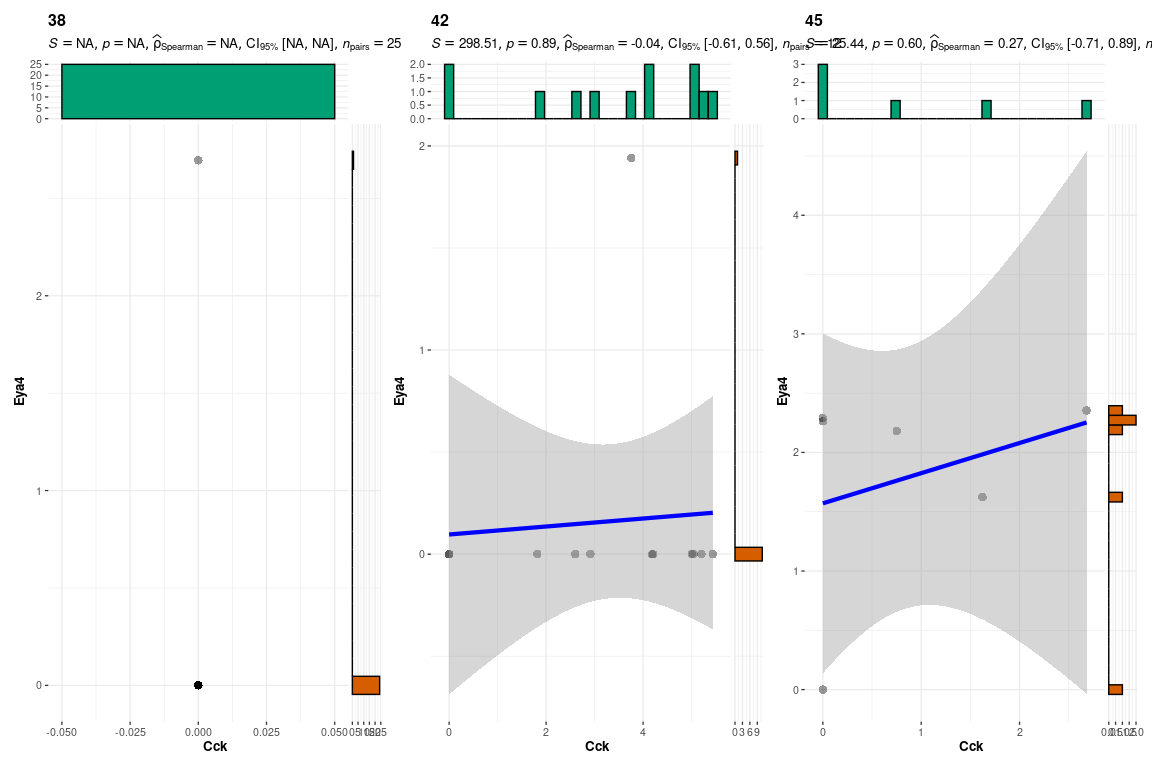 38 42 45
S = NA, p = NA, ρ̂Spearman = NA, CI95% [NA, NA], npairs = 25
S = 298.51, p = 0.89, ρ̂Spearman = -0.04, CI95% [-0.61, 0.56], npairs
25.44, p = 0.60, ρ̂Spearman = 0.27, CI95% [-0.71, 0.89], n
25
20
15
10
5
0
2.0
1.5
1.0
0.5
0.0
3
2
1
0
Eya4
2
1
0
-0.050 -0.025 0.000 0.025 0.050
Cck
Eya4
2
1
0
0 2 4
0 3 6 9
Cck
Eya4
4
3
2
1
0
0 1 2
Cck